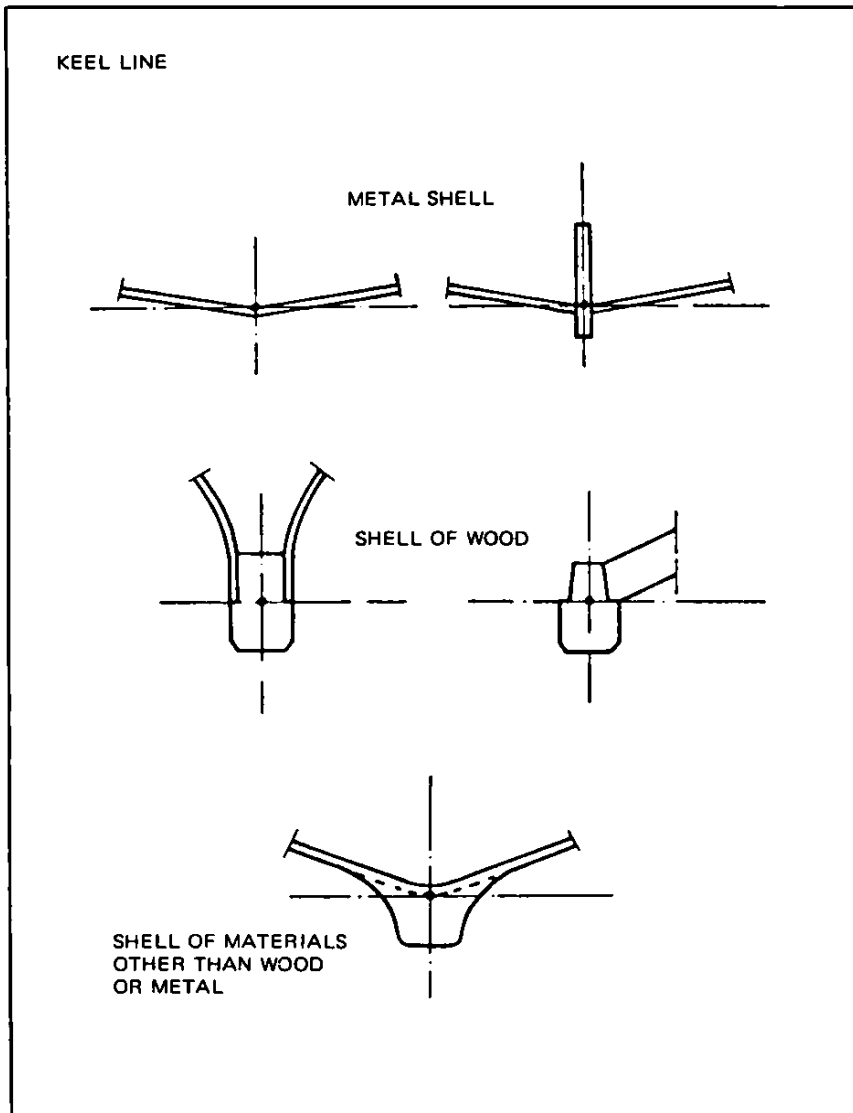 KEEL LINE
METAL SHELL
SHELL OF WOOD
SHELL OF MATERIALS
OTHER THAN WOOD
OR METAL